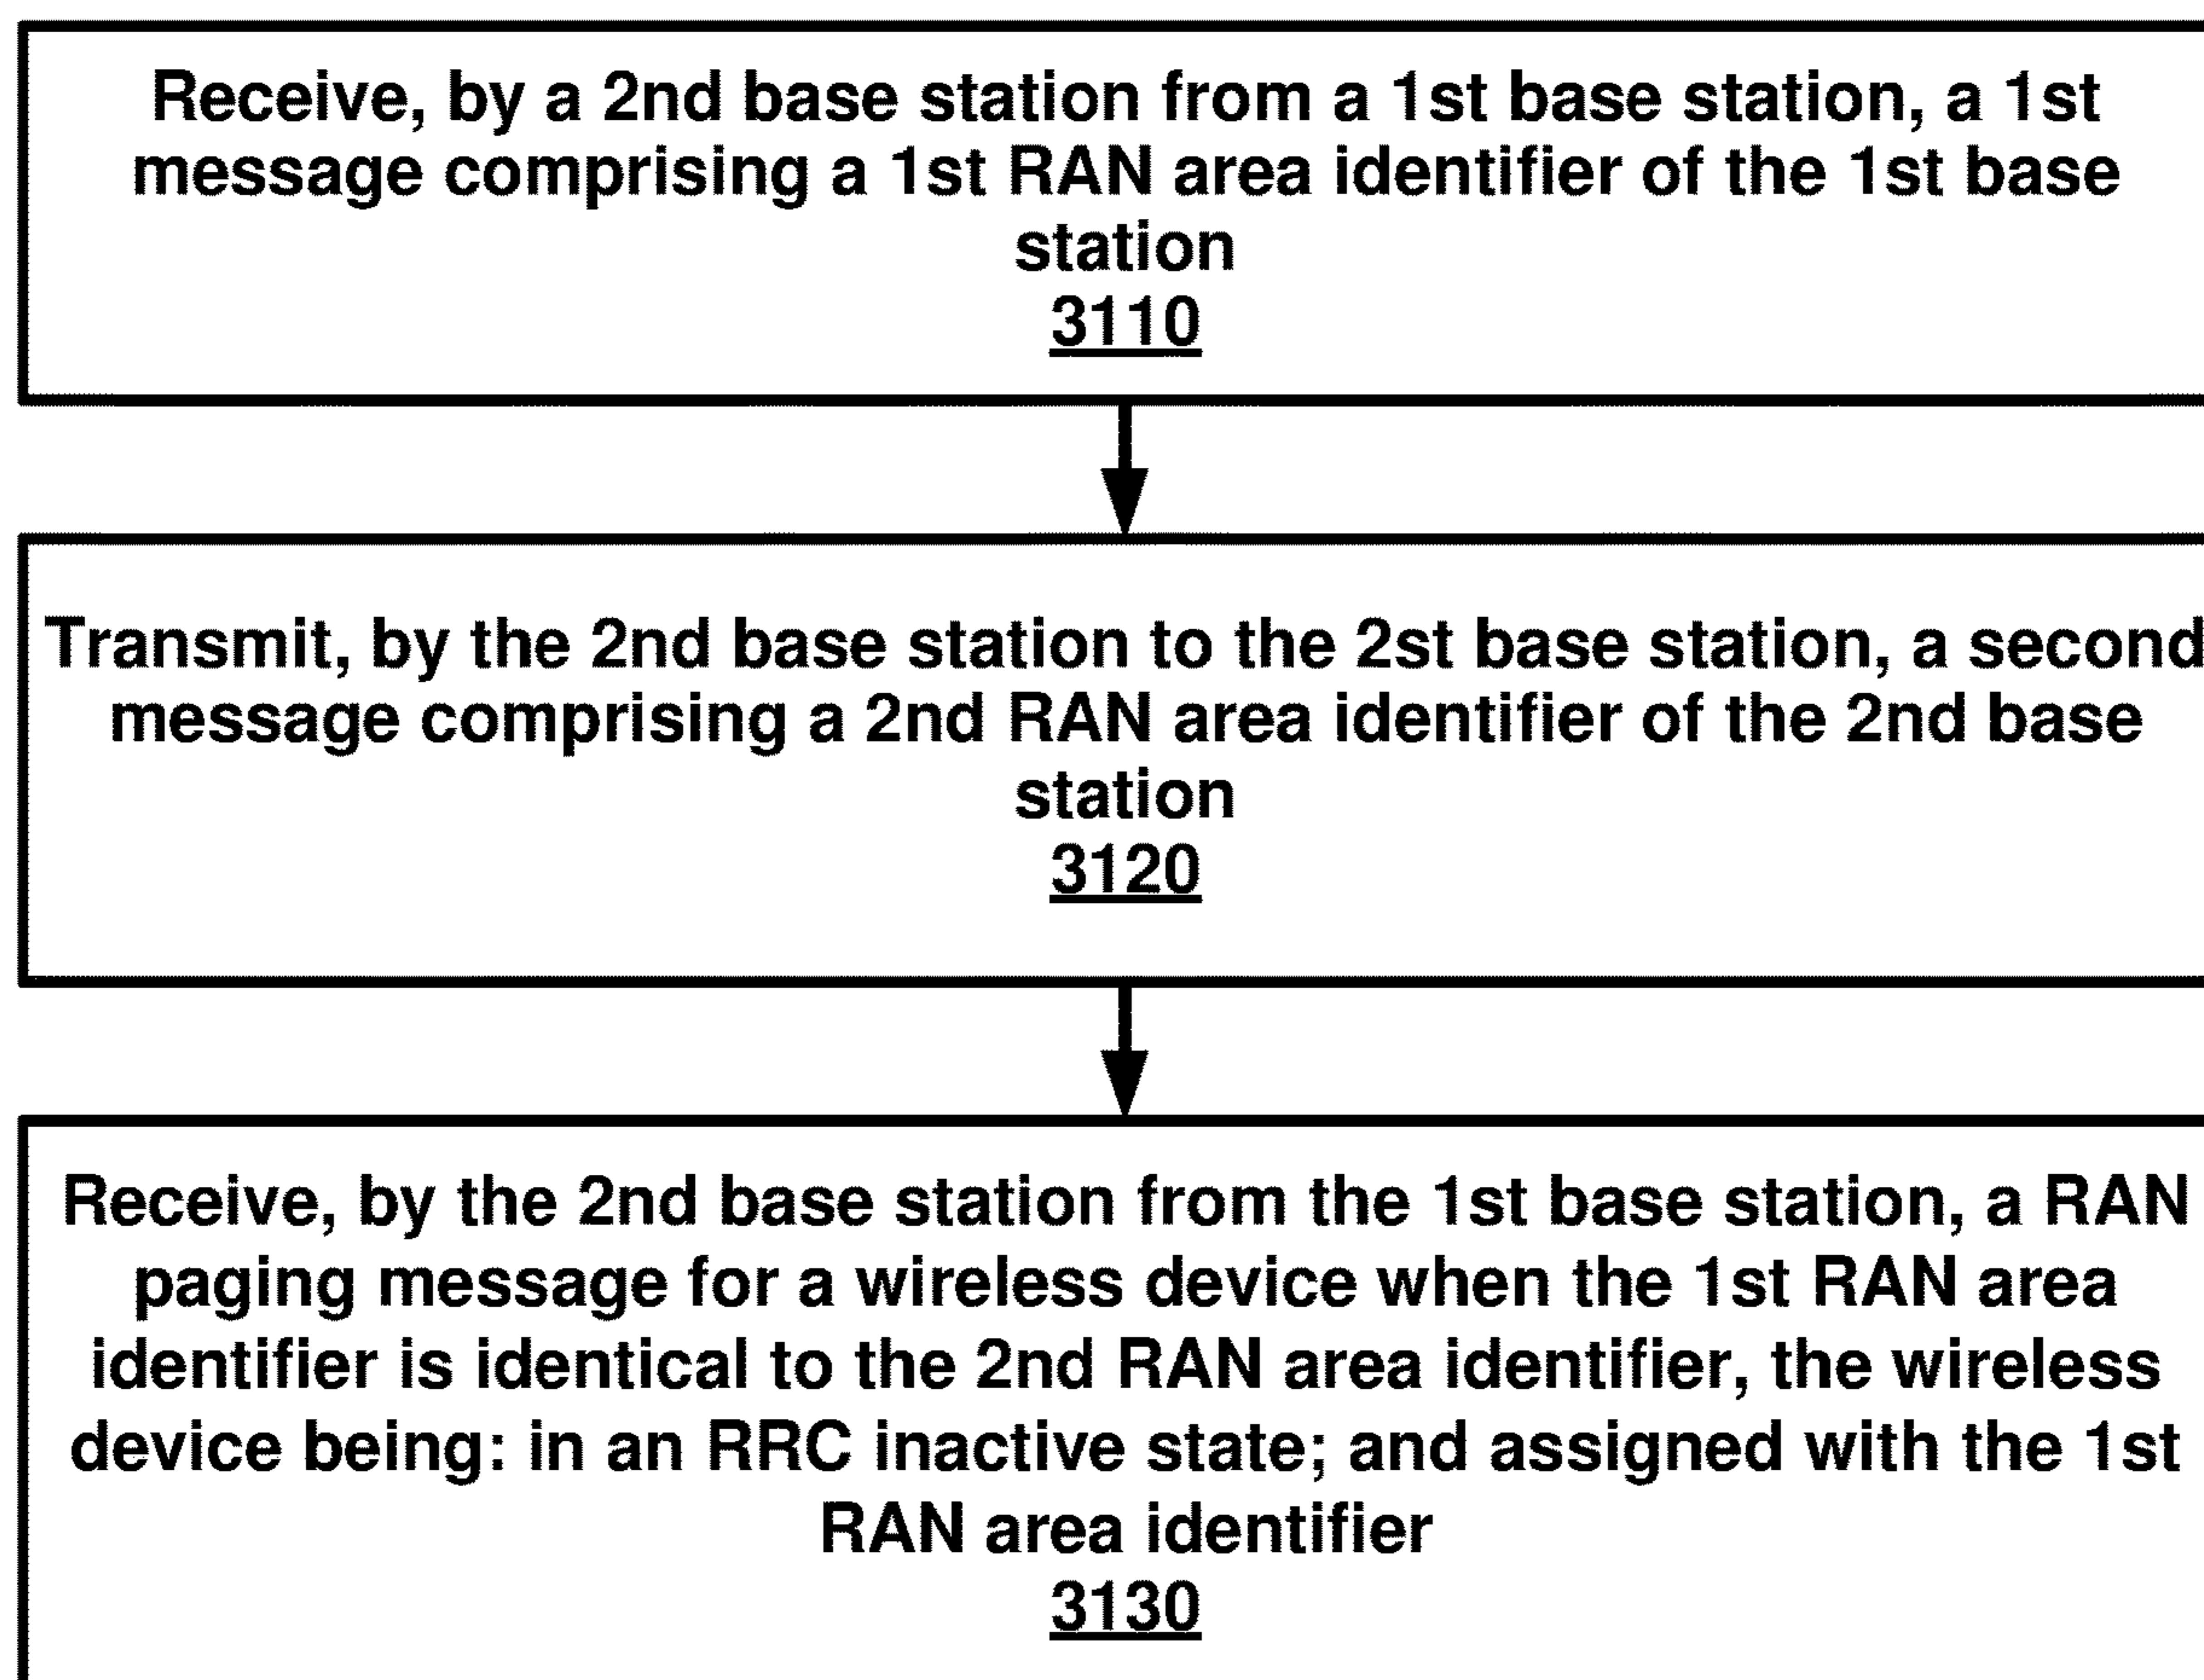 Receive, by a 2nd base station from a 1st base station, a 1st
message comprising a 1st RAN area identifier of the 1st base
station
3110
Transmit, by the 2nd base station to the 2st base station, a second
message comprising a 2nd RAN area identifier of the 2nd base
station
3120
Receive, by the 2nd base station from the 1st base station, a RAN
paging message for a wireless device when the 1st RAN area
identifier is identical to the 2nd RAN area identifier, the wireless
device being: in an RRC inactive state; and assigned with the 1st
RAN area identifier
3130